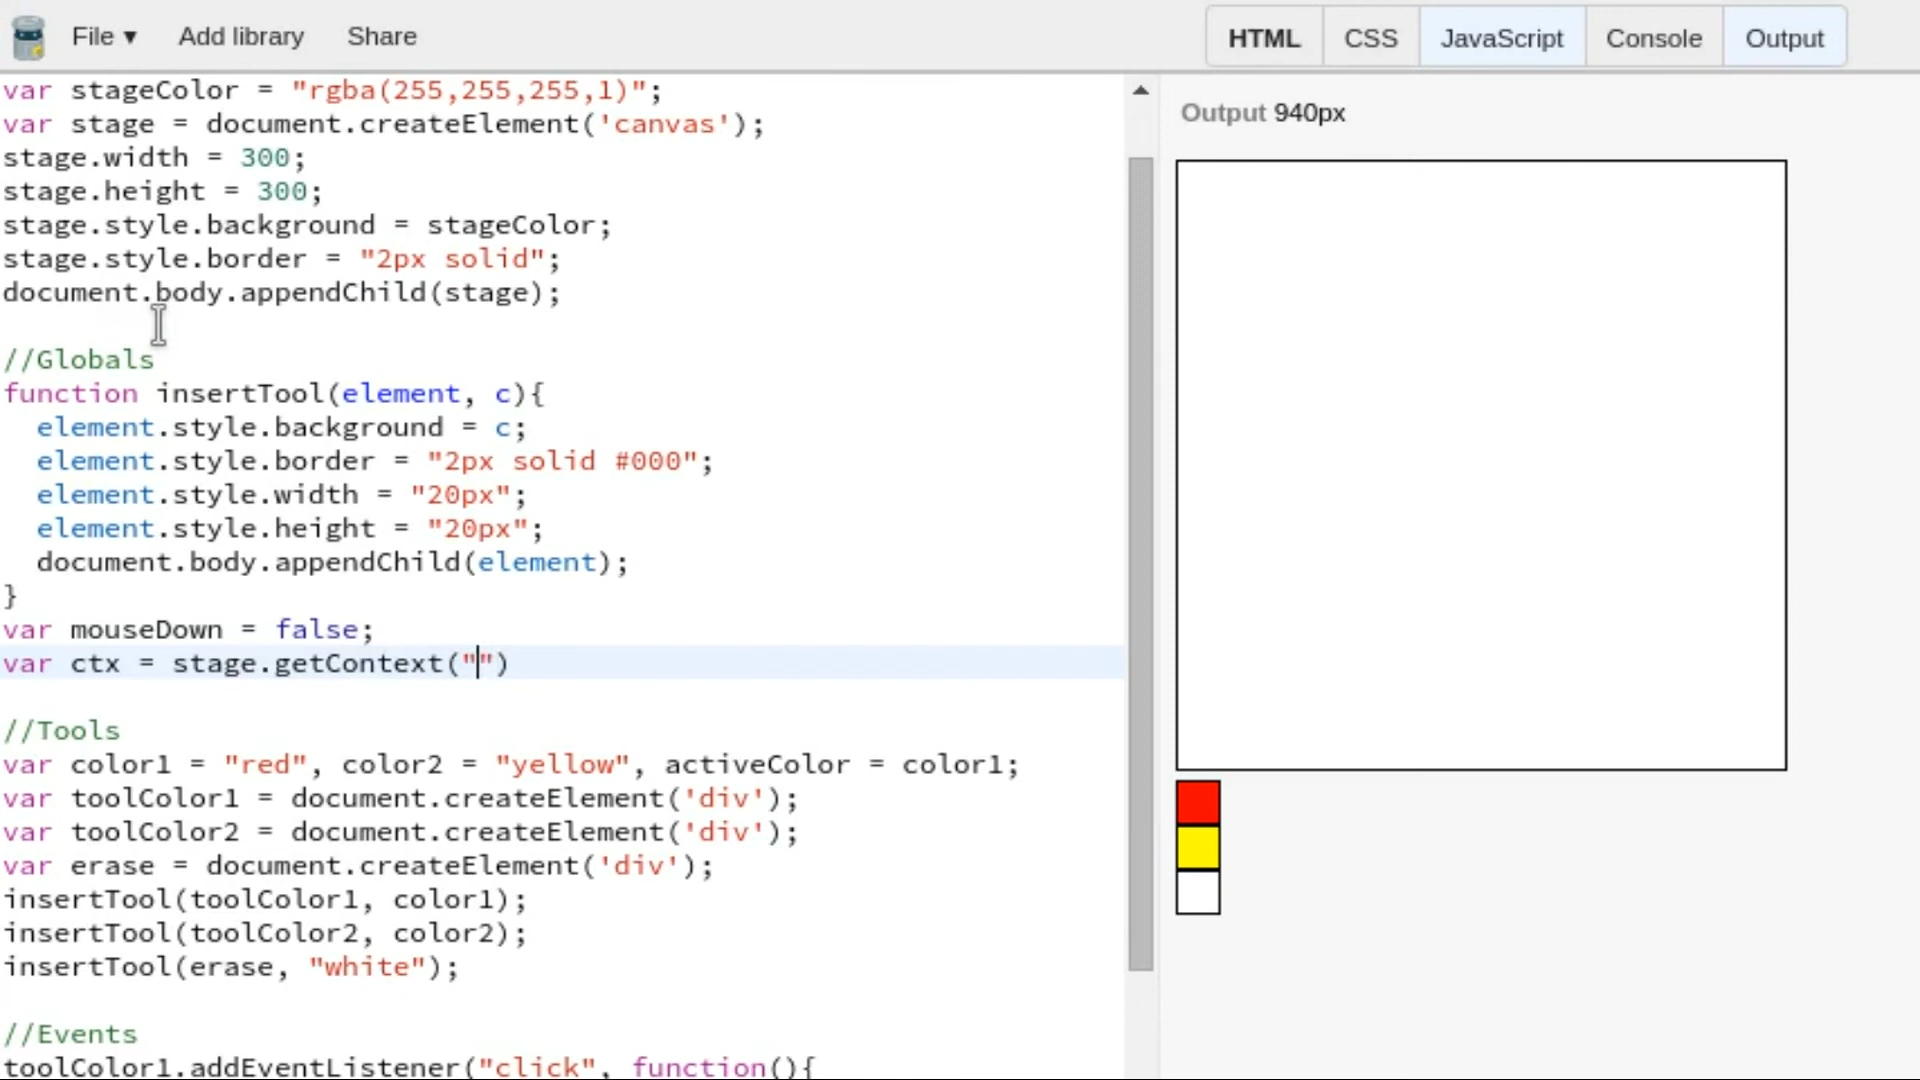 File ▾ Add library Share HTML CSS JavaScript Console Output
var stageColor = "rgba(255,255,255,1)";
var stage = document.createElement('canvas');
stage.width = 300;
stage.height = 300;
stage.style.background = stageColor;
stage.style.border = "2px solid";
document.body.appendChild(stage);
//Globals
function insertTool(element, c){
  element.style.background = c;
  element.style.border = "2px solid #000";
  element.style.width = "20px";
  element.style.height = "20px";
  document.body.appendChild(element);
}
var mouseDown = false;
var ctx = stage.getContext("")
//Tools
var color1 = "red", color2 = "yellow", activeColor = color1;
var toolColor1 = document.createElement('div');
var toolColor2 = document.createElement('div');
var erase = document.createElement('div');
insertTool(toolColor1, color1);
insertTool(toolColor2, color2);
insertTool(erase, "white");
//Events
toolColor1.addEventListener("click", function(){
Output 940px